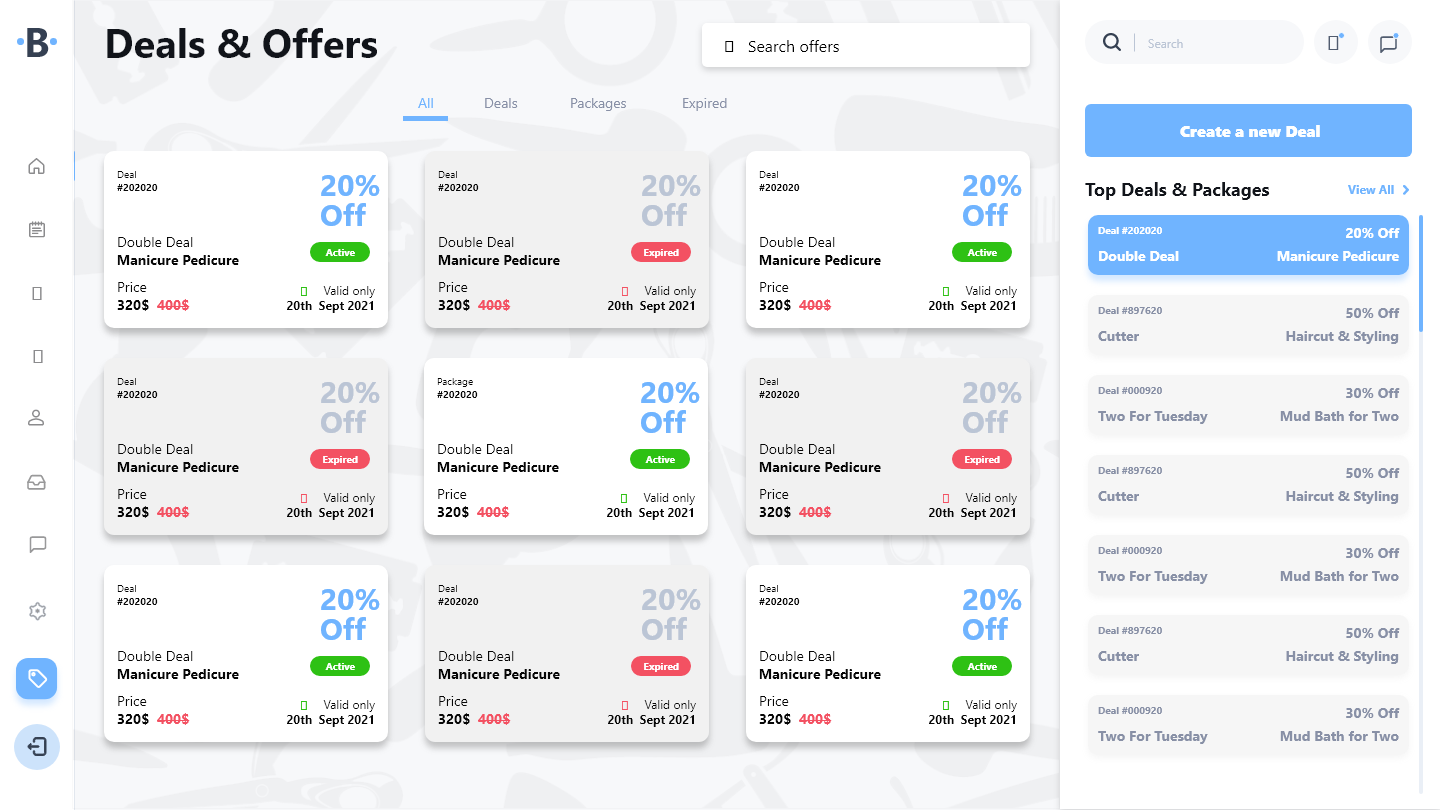 B
Deals & Offers
Search offers
All
Deals
Packages
Expired
Deal
#202020
20%
Off
Double Deal
Manicure Pedicure
Active
Price
320$ 400$
Valid only
20th Sept 2021
Deal
#202020
20%
Off
Double Deal
Manicure Pedicure
Expired
Price
320$ 400$
Valid only
20th Sept 2021
Deal
#202020
20%
Off
Double Deal
Manicure Pedicure
Active
Price
320$ 400$
Valid only
20th Sept 2021
Deal
#202020
20%
Off
Double Deal
Manicure Pedicure
Expired
Price
320$ 400$
Valid only
20th Sept 2021
Package
#202020
20%
Off
Double Deal
Manicure Pedicure
Active
Price
320$ 400$
Valid only
20th Sept 2021
Deal
#202020
20%
Off
Double Deal
Manicure Pedicure
Expired
Price
320$ 400$
Valid only
20th Sept 2021
Deal
#202020
20%
Off
Double Deal
Manicure Pedicure
Active
Price
320$ 400$
Valid only
20th Sept 2021
Deal
#202020
20%
Off
Double Deal
Manicure Pedicure
Expired
Price
320$ 400$
Valid only
20th Sept 2021
Deal
#202020
20%
Off
Double Deal
Manicure Pedicure
Active
Price
320$ 400$
Valid only
20th Sept 2021
Search
Create a new Deal
Top Deals & Packages
View All
Deal #202020
20% Off
Double Deal
Manicure Pedicure
Deal #897620
50% Off
Cutter
Haircut & Styling
Deal #000920
30% Off
Two For Tuesday
Mud Bath for Two
Deal #897620
50% Off
Cutter
Haircut & Styling
Deal #000920
30% Off
Two For Tuesday
Mud Bath for Two
Deal #897620
50% Off
Cutter
Haircut & Styling
Deal #000920
30% Off
Two For Tuesday
Mud Bath for Two